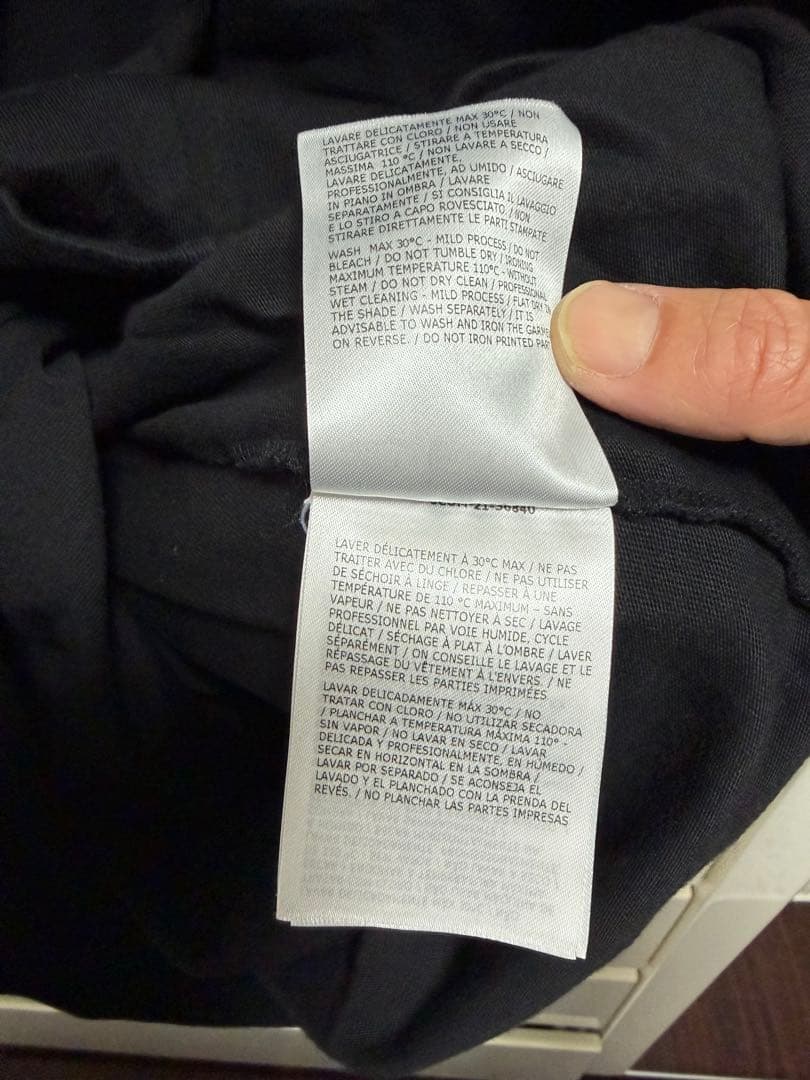 LAVARE DELICATAMENTE MAX 30°C / NON
TRATTARE CON CLORO / NON USARE
ASCIUGATRICE / STIRARE A TEMPERATURA
MASSIMA 110 °C / NON LAVARE A SECCO /
LAVARE DELICATAMENTE,
PROFESSIONALMENTE, AD UMIDO / ASCIUGARE
IN PIANO IN OMBRA / LAVARE
SEPARATAMENTE / SI CONSIGLIA IL LAVAGGIO
E LO STIRO A CAPO ROVESCIATO / NON
STIRARE DIRETTAMENTE LE PARTI STAMPATE
WASH MAX 30°C - MILD PROCESS / DO NOT
BLEACH / DO NOT TUMBLE DRY / IRONING
MAXIMUM TEMPERATURE 110°C - WITHOUT
STEAM / DO NOT DRY CLEAN / PROFESSIONAL
WET CLEANING - MILD PROCESS / FLAT DRY
THE SHADE / WASH SEPARATELY / IT IS
ADVISABLE TO WASH AND IRON THE
ON REVERSE. / DO NOT IRON PRINTED
LAVER DÉLICATEMENT À 30°C MAX / NE PAS
TRAITER AVEC DU CHLORE / NE PAS UTILISER
DE SÉCHOIR À LINGE / REPASSER À UNE
TEMPÉRATURE DE 110 °C MAXIMUM – SANS
VAPEUR / NE PAS NETTOYER À SEC / LAVAGE
PROFESSIONNEL PAR VOIE HUMIDE, CYCLE
DÉLICAT / SÉCHAGE À PLAT À L'OMBRE / LAVER
SÉPARÉMENT / ON CONSEILLE LE LAVAGE ET LE
RÉPASSAGE DU VÊTEMENT À L'ENVERS. / NE
PAS REPASSER LES PARTIES IMPRIMÉES
LAVAR DELICADAMENTE MÁX 30°C / NO
TRATAR CON CLORO / NO UTILIZAR SECADORA
/ PLANCHAR A TEMPERATURA MÁXIMA 110° -
SIN VAPOR / NO LAVAR EN SECO / LAVAR
DELICADA Y PROFESIONALMENTE, EN HÚMEDO /
SECAR EN HORIZONTAL EN LA SOMBRA /
LAVAR POR SEPARADO / SE ACONSEJA EL
LAVADO Y EL PLANCHADO CON LA PRENDA DEL
REVÉS. / NO PLANCHAR LAS PARTES IMPRESAS